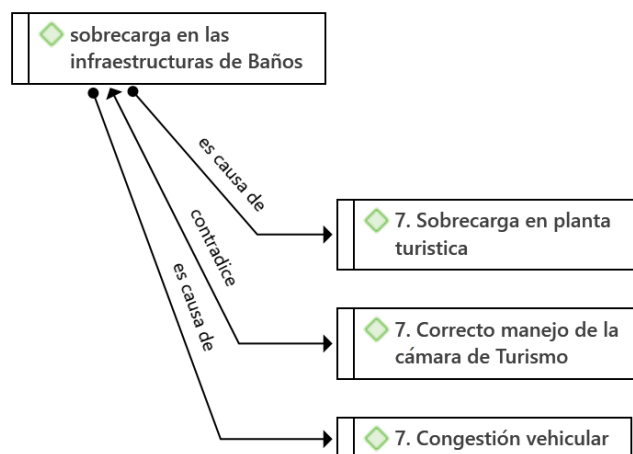 sobrecarga en las
infraestructuras de Baños
es causa de
7. Sobrecarga en planta
turistica
contradice
7. Correcto manejo de la
cámara de Turismo
es causa de
7. Congestión vehicular